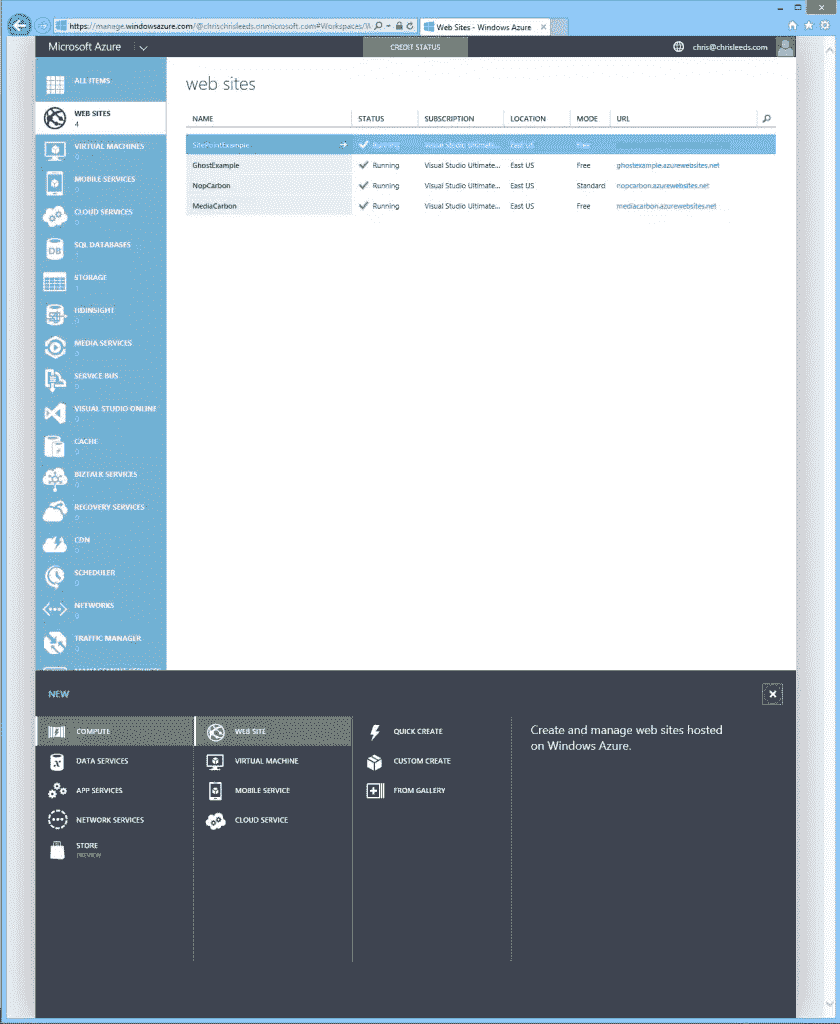 https://manage.windowsazure.com/@chrischrisleeds.onmicrosoft.com#Workspaces/W
Web Sites - Windows Azure
Microsoft Azure
CREDIT STATUS
chris@chrisleeds.com
ALL ITEMS
WEB SITES
4
VIRTUAL MACHINES
0
MOBILE SERVICES
0
CLOUD SERVICES
0
SQL DATABASES
1
STORAGE
HDINSIGHT
0
MEDIA SERVICES
0
SERVICE BUS
0
VISUAL STUDIO ONLINE
0
CACHE
0
BIZTALK SERVICES
0
RECOVERY SERVICES
0
CDN
0
SCHEDULER
0
NETWORKS
0
TRAFFIC MANAGER
0
MANAGEMENT SERVICES
web sites
NAME STATUS SUBSCRIPTION LOCATION MODE URL
SitePointExample Running Visual Studio Ultimate... East US Free
GhostExample Running Visual Studio Ultimate... East US Free ghostexample.azurewebsites.net
NopCarbon Running Visual Studio Ultimate... East US Standard nopcarbon.azurewebsites.net
MediaCarbon Running Visual Studio Ultimate... East US Free mediacarbon.azurewebsites.net
NEW
COMPUTE
DATA SERVICES
APP SERVICES
NETWORK SERVICES
STORE
PREVIEW
WEB SITE
VIRTUAL MACHINE
MOBILE SERVICE
CLOUD SERVICE
QUICK CREATE
CUSTOM CREATE
FROM GALLERY
Create and manage web sites hosted
on Windows Azure.